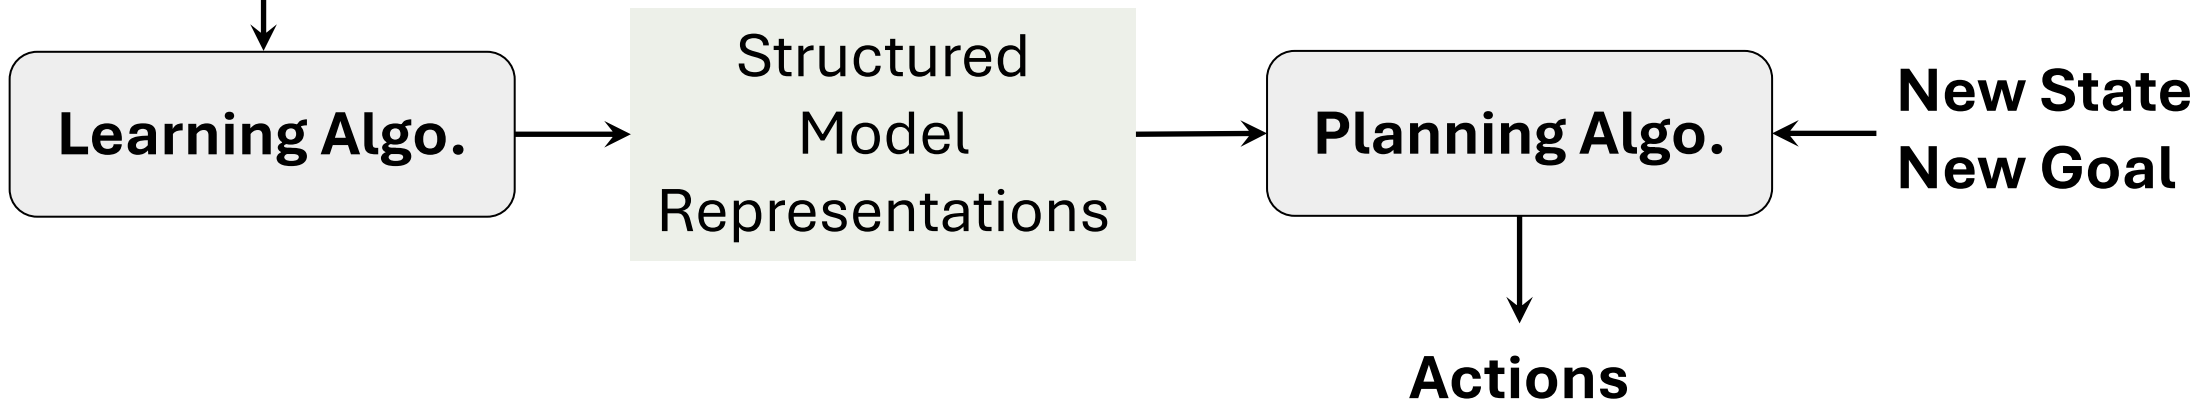 Learning Algo.
Structured
Model
Representations
Planning Algo.
New State
New Goal
Actions